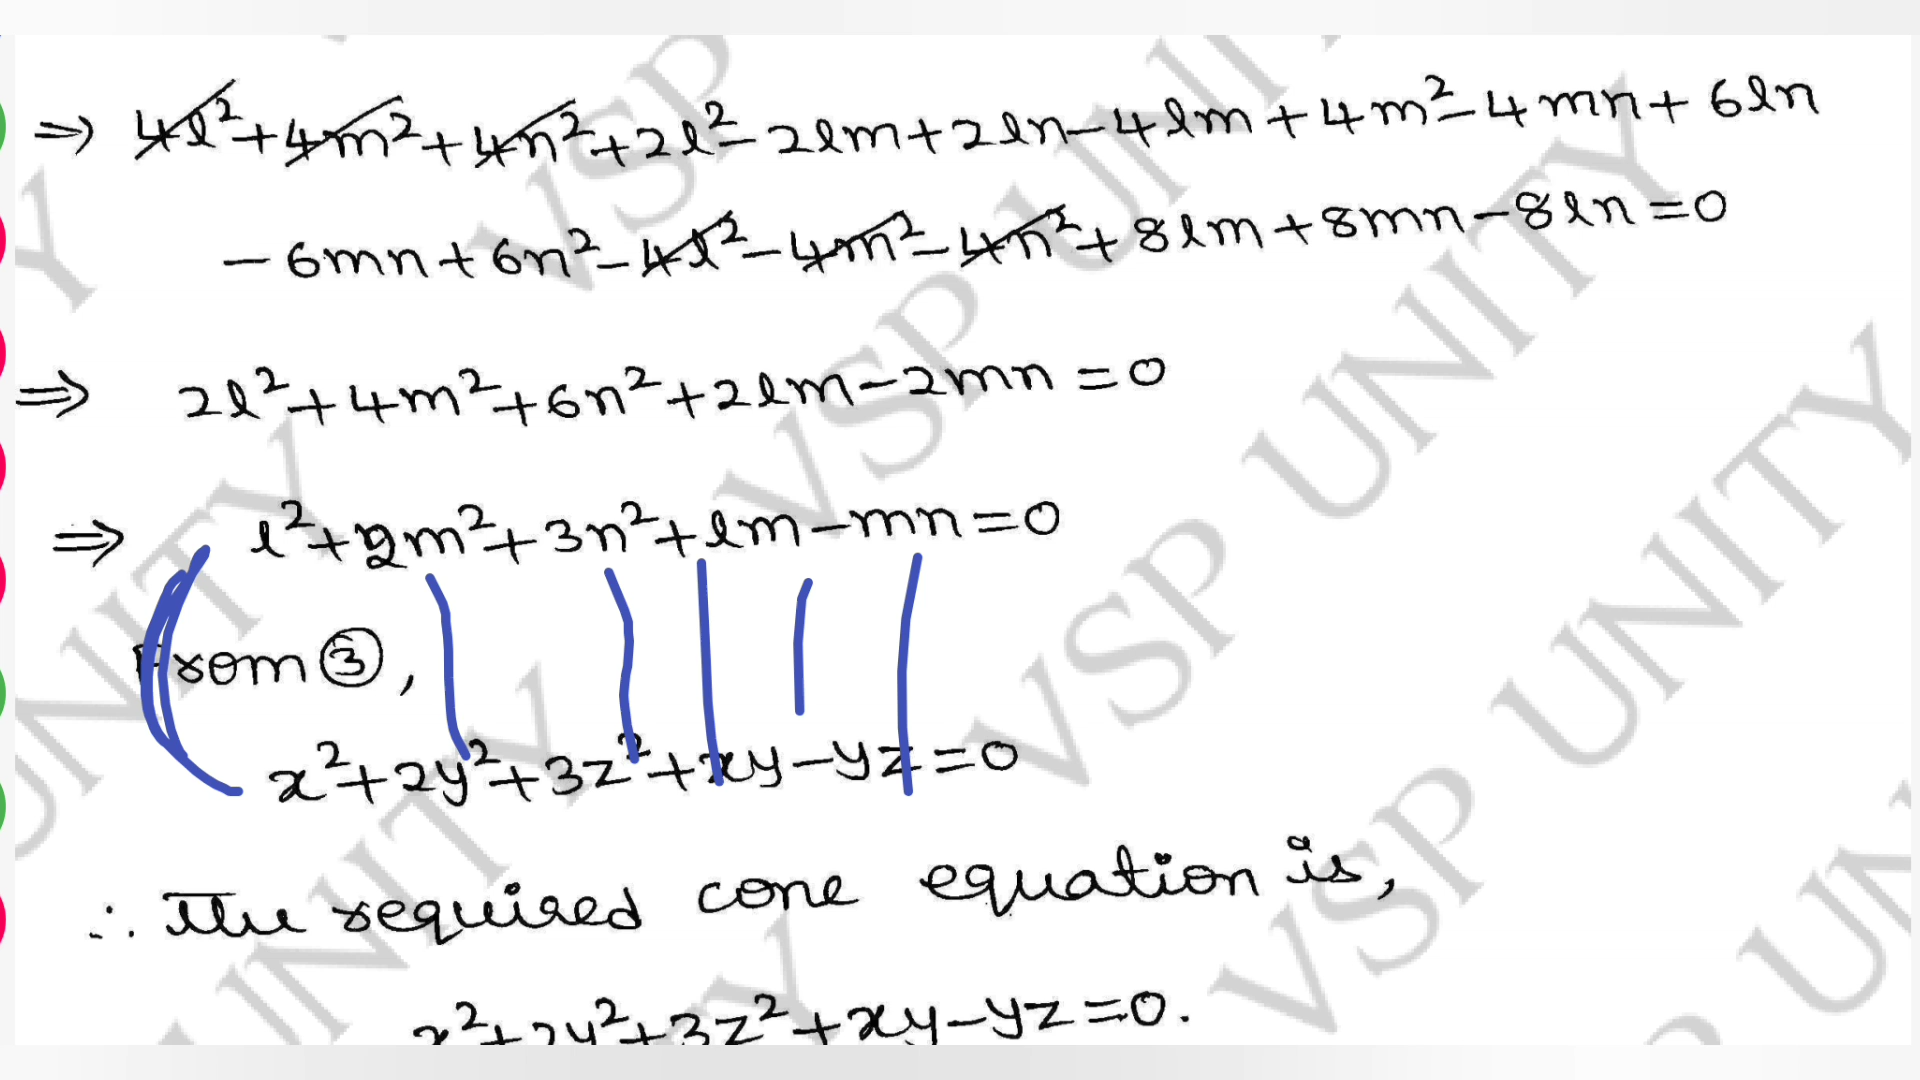 ⇒ 4l²+4m²+4n²+2l²-2lm+2ln-4lm+4m²-4mn+6ln
-6mn+6n²-4l²-4m²-4n²+8lm+8mn-8ln=0
⇒ 2l²+4m²+6n²+2lm-2mn=0
⇒ l²+2m²+3n²+lm-mn=0
From ③,
x²+2y²+3z²+xy-yz=0
∴ The required cone equation is,
x²+2y²+3z²+xy-yz=0.
VSP UNITY